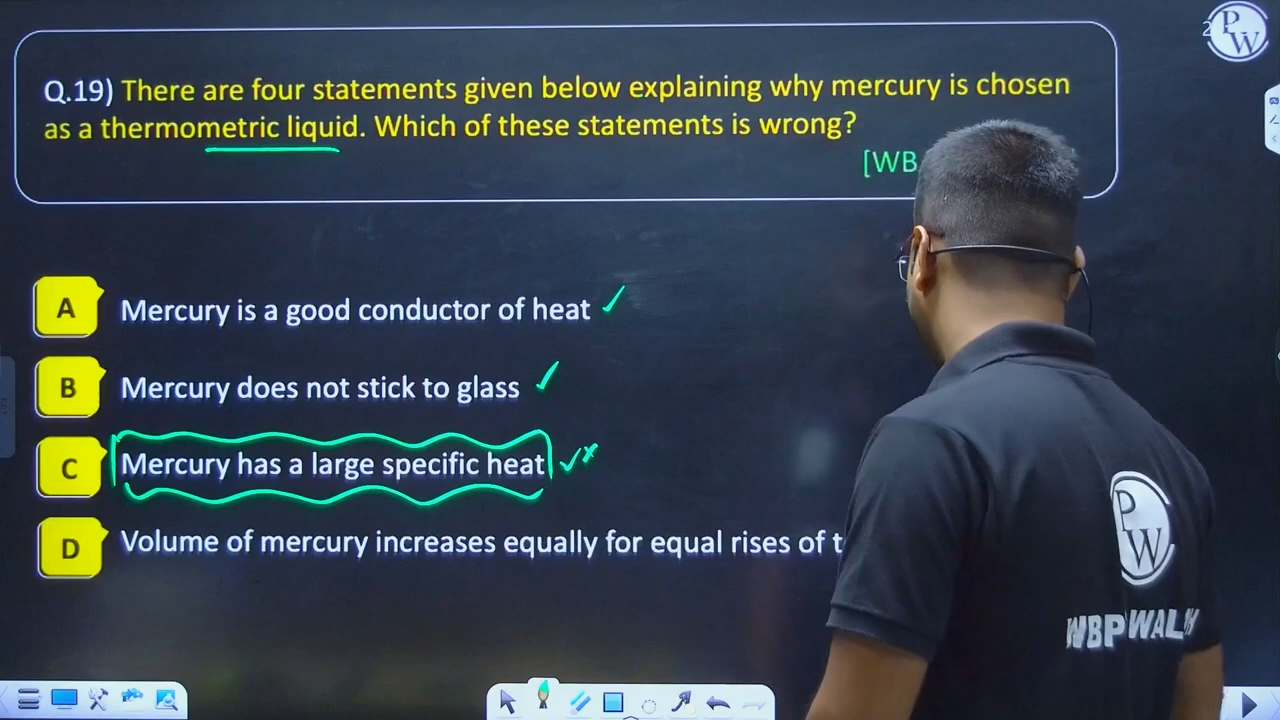 Q.19) There are four statements given below explaining why mercury is chosen
as a thermometric liquid. Which of these statements is wrong?
[WB
A Mercury is a good conductor of heat
B Mercury does not stick to glass
C Mercury has a large specific heat
D Volume of mercury increases equally for equal rises of t
PW
PW
WBP WAL